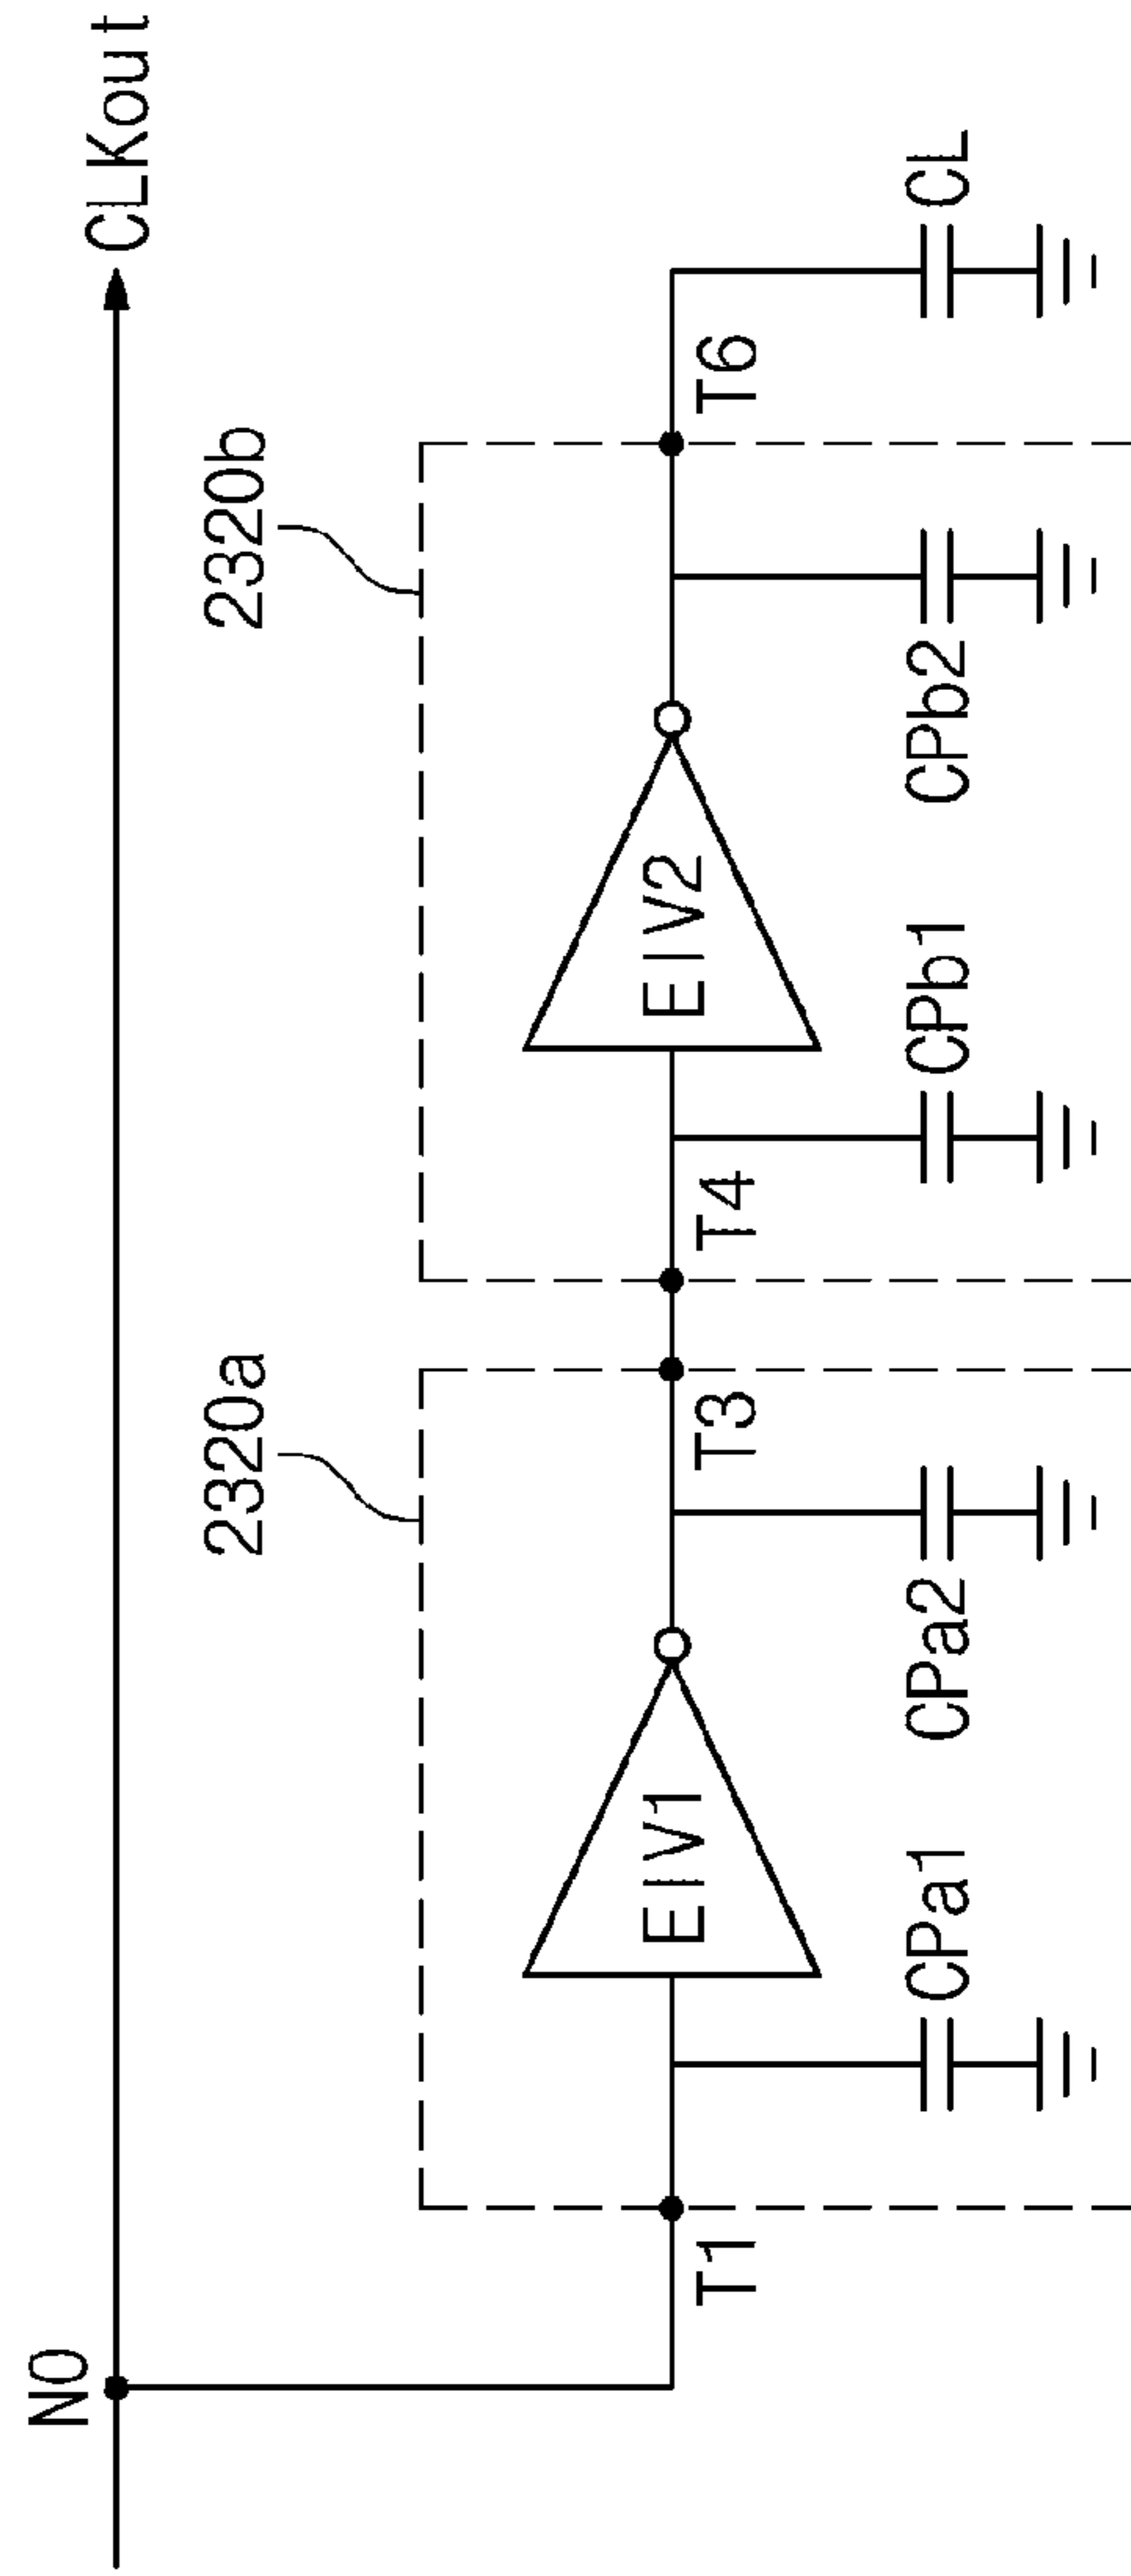 N0
CLKout
2320a
2320b
T1
EIV1
T3
T4
EIV2
T6
CPa1
CPa2
CPb1
CPb2
CL